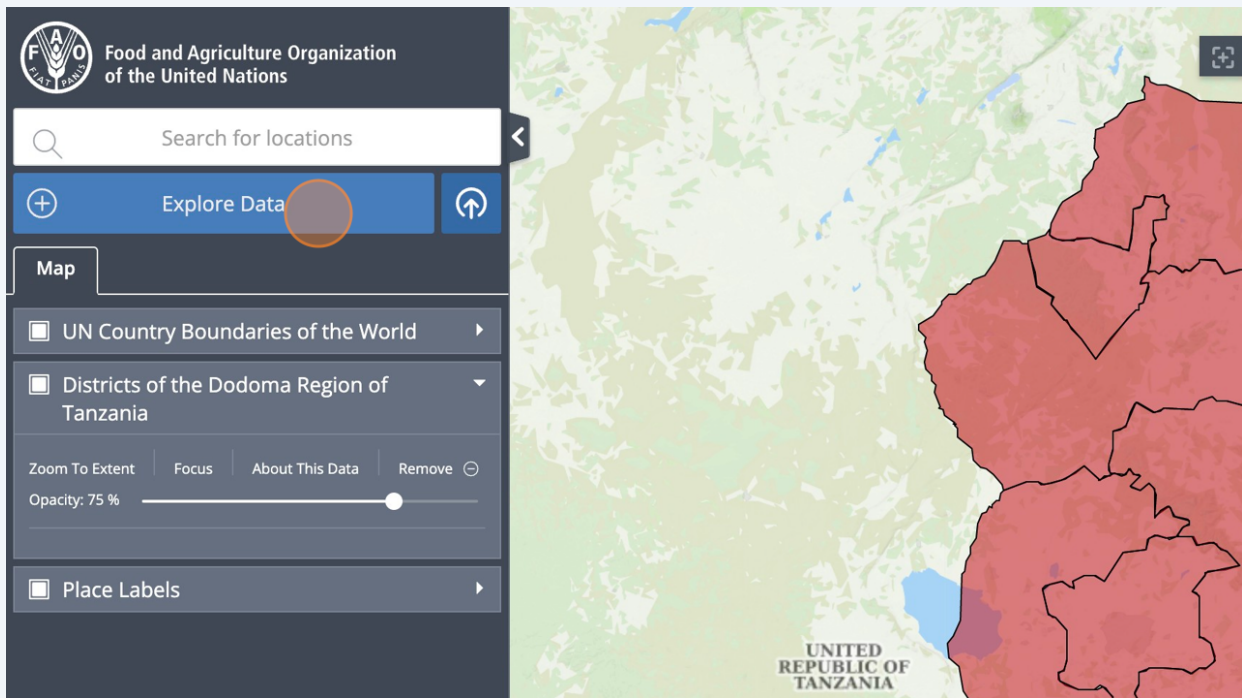 F A O
FIAT PANIS
Food and Agriculture Organization
of the United Nations
Search for locations
Explore Data
Map
UN Country Boundaries of the World
Districts of the Dodoma Region of
Tanzania
Zoom To Extent Focus About This Data Remove
Opacity: 75 %
Place Labels
UNITED
REPUBLIC OF
TANZANIA